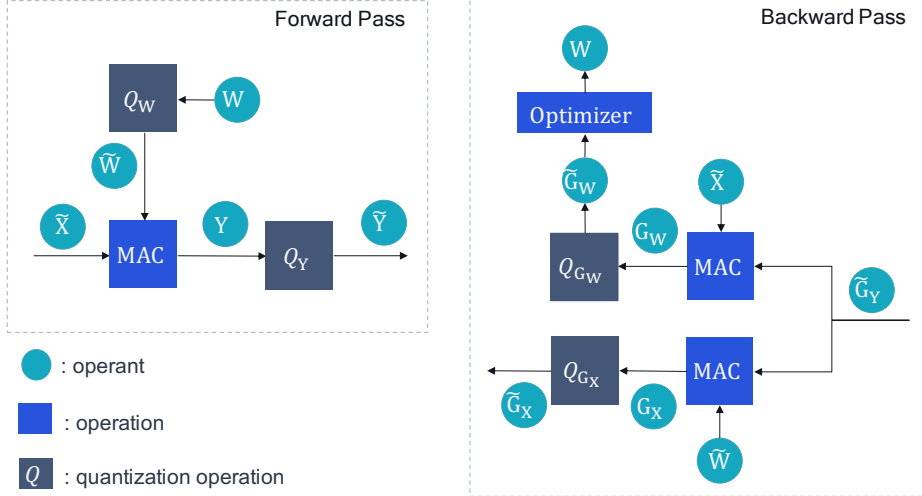 Forward Pass
Q_W
W
W̃
X̃
MAC
Y
Q_Y
Ỹ
: operant
: operation
Q : quantization operation
Backward Pass
W
Optimizer
G̃_W
X̃
Q_{G_W}
G_W
MAC
G̃_Y
Q_{G_X}
MAC
G̃_X
G_X
W̃